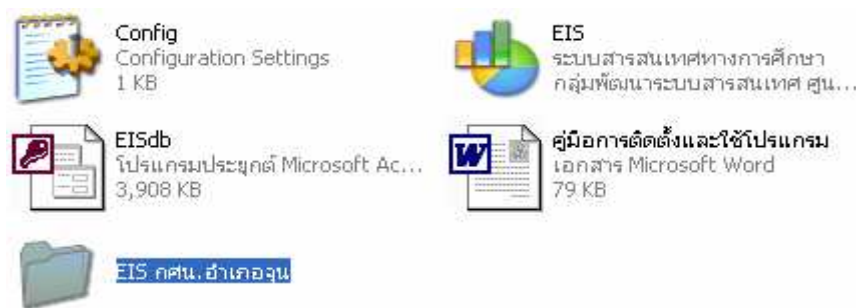 Config
Configuration Settings
1 KB
EIS
ระบบสารสนเทศทางการศึกษา
กลุ่มพัฒนาระบบสารสนเทศ ศูน...
EISdb
โปรแกรมประยุกต์ Microsoft Ac...
3,908 KB
คู่มือการติดตั้งและใช้โปรแกรม
เอกสาร Microsoft Word
79 KB
EIS กศน.อำเภอจุน